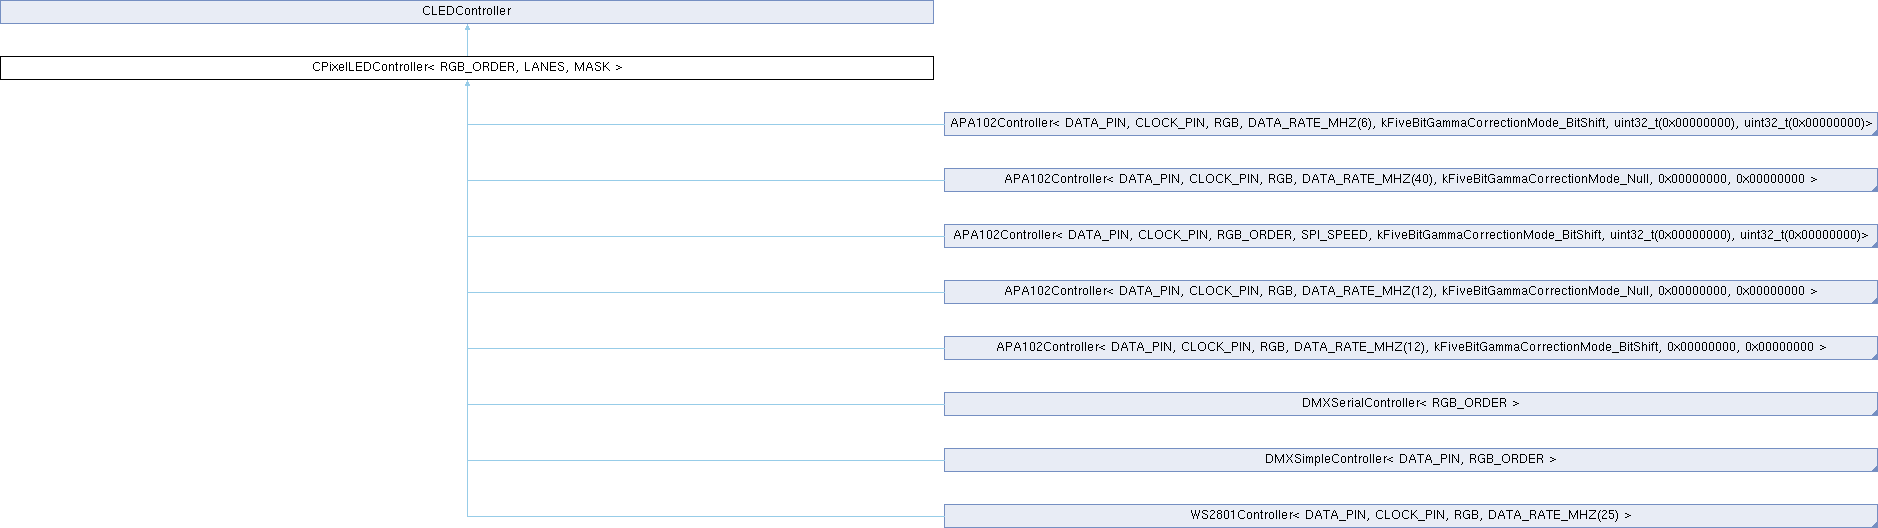 CLEDController
CPixelLEDController< RGB_ORDER, LANES, MASK >
APA102Controller< DATA_PIN, CLOCK_PIN, RGB, DATA_RATE_MHZ(6), kFiveBitGammaCorrectionMode_BitShift, uint32_t(0x00000000), uint32_t(0x00000000)>
APA102Controller< DATA_PIN, CLOCK_PIN, RGB, DATA_RATE_MHZ(40), kFiveBitGammaCorrectionMode_Null, 0x00000000, 0x00000000 >
APA102Controller< DATA_PIN, CLOCK_PIN, RGB_ORDER, SPI_SPEED, kFiveBitGammaCorrectionMode_BitShift, uint32_t(0x00000000), uint32_t(0x00000000)>
APA102Controller< DATA_PIN, CLOCK_PIN, RGB, DATA_RATE_MHZ(12), kFiveBitGammaCorrectionMode_Null, 0x00000000, 0x00000000 >
APA102Controller< DATA_PIN, CLOCK_PIN, RGB, DATA_RATE_MHZ(12), kFiveBitGammaCorrectionMode_BitShift, 0x00000000, 0x00000000 >
DMXSerialController< RGB_ORDER >
DMXSimpleController< DATA_PIN, RGB_ORDER >
WS2801Controller< DATA_PIN, CLOCK_PIN, RGB, DATA_RATE_MHZ(25) >